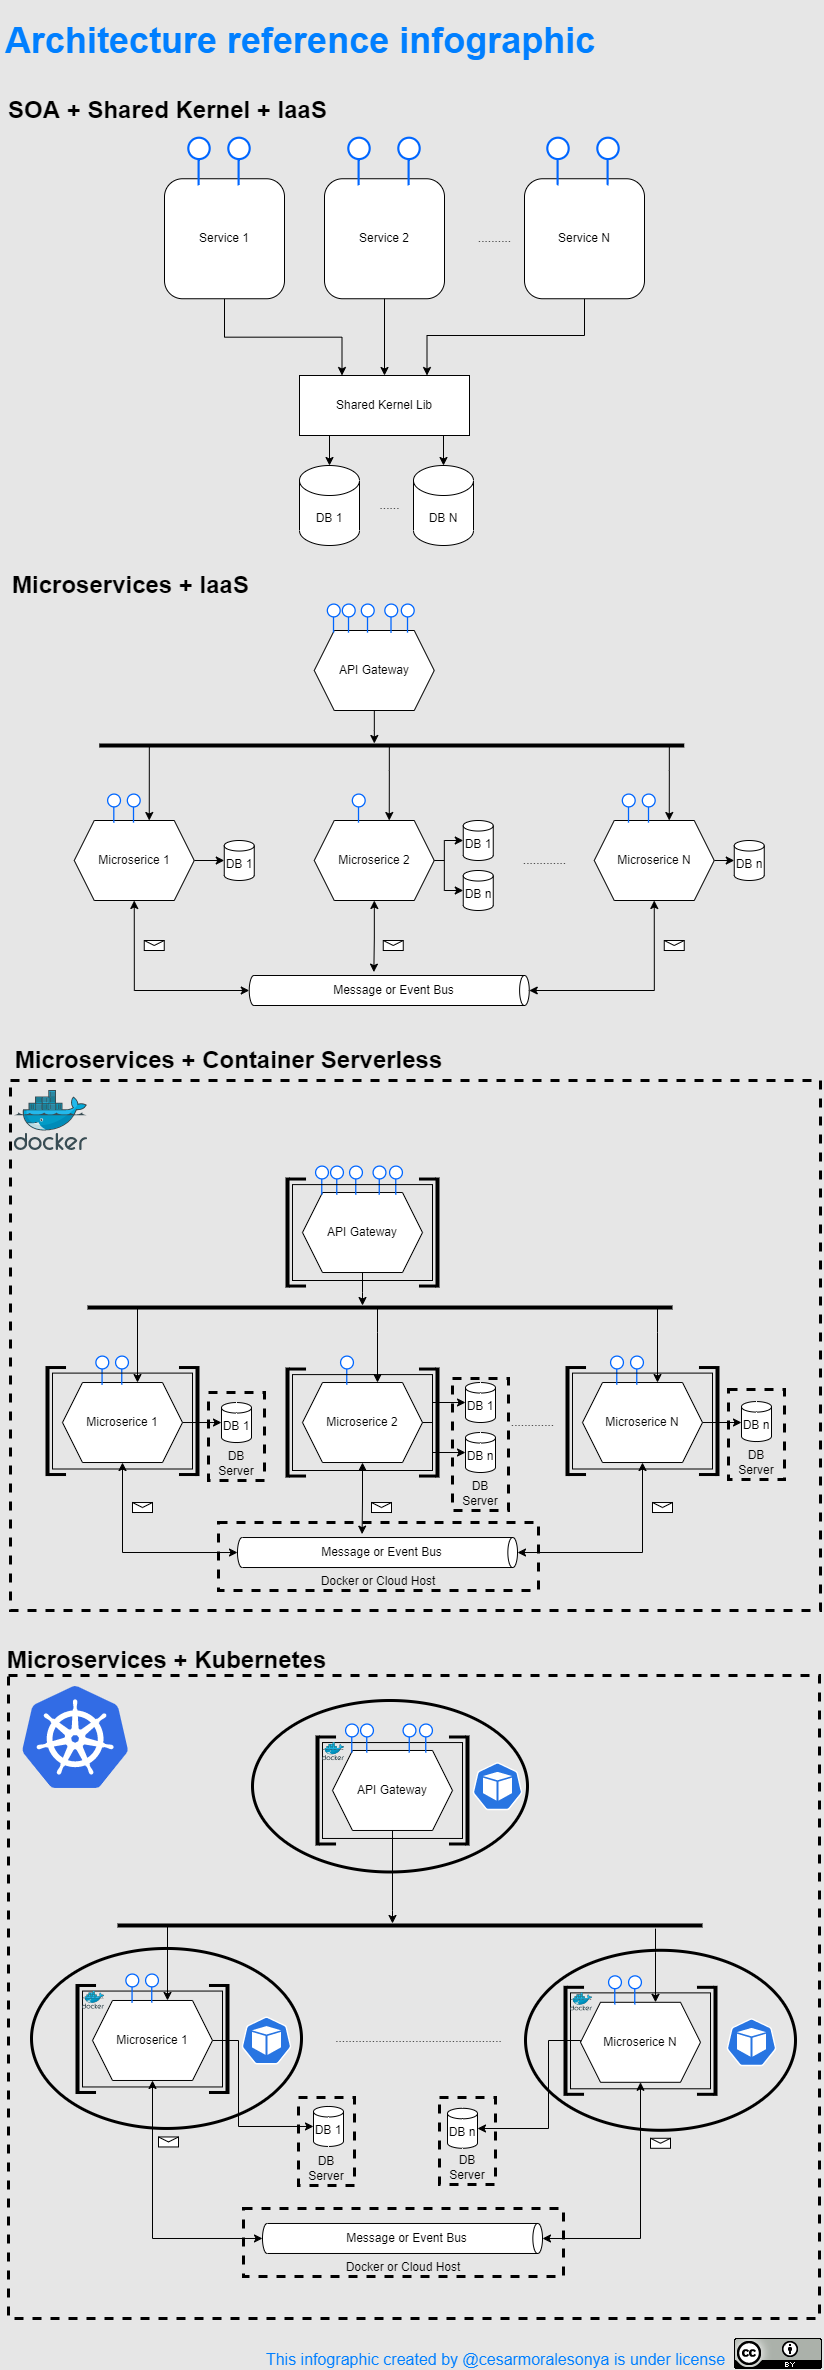 Architecture reference infographic
SOA + Shared Kernel + IaaS
Service 1
Service 2
..........
Service N
Shared Kernel Lib
DB 1
......
DB N
Microservices + IaaS
API Gateway
Microserice 1
DB 1
Microserice 2
DB 1
DB n
.............
Microserice N
DB n
Message or Event Bus
Microservices + Container Serverless
docker
API Gateway
Microserice 1
DB 1
DB
Server
Microserice 2
DB 1
DB n
DB
Server
.............
Microserice N
DB n
DB
Server
Message or Event Bus
Docker or Cloud Host
Microservices + Kubernetes
docker
API Gateway
docker
Microserice 1
docker
Microserice N
DB 1
DB
Server
DB n
DB
Server
Message or Event Bus
Docker or Cloud Host
This infographic created by @cesarmoralesonya is under license
cc
BY